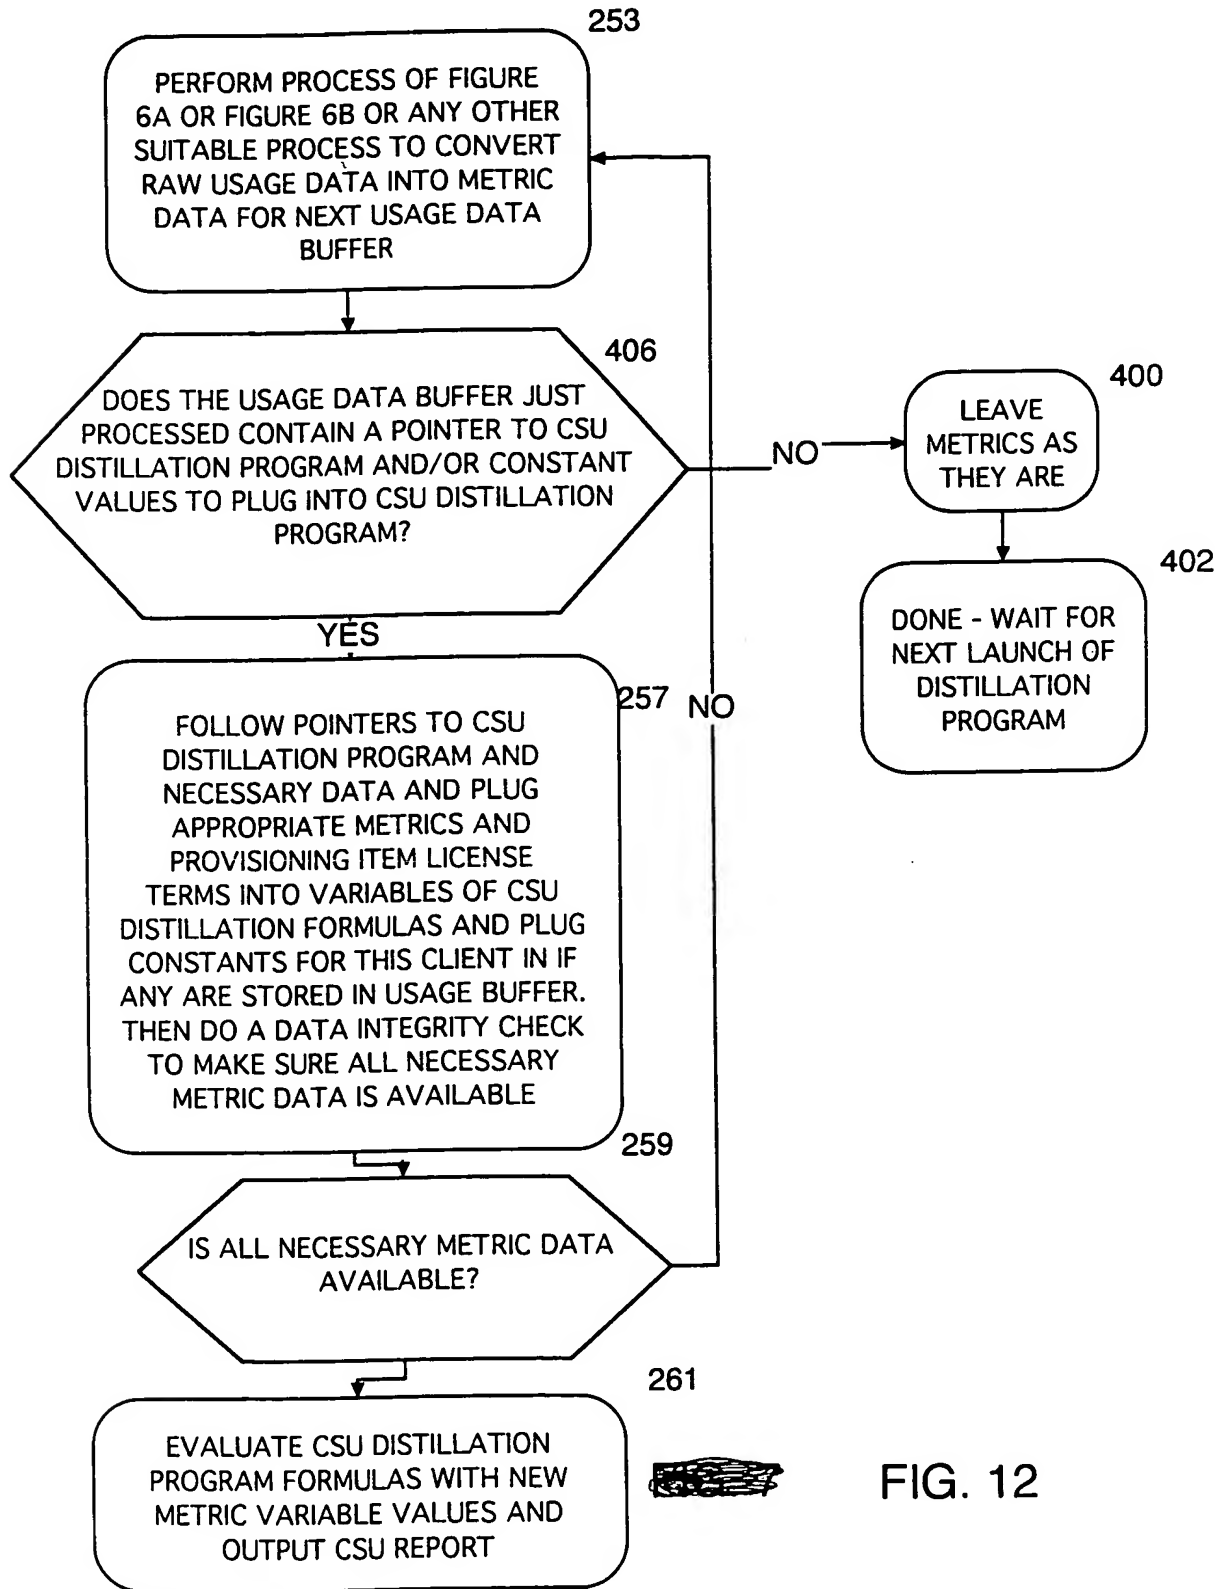 253
PERFORM PROCESS OF FIGURE
6A OR FIGURE 6B OR ANY OTHER
SUITABLE PROCESS TO CONVERT
RAW USAGE DATA INTO METRIC
DATA FOR NEXT USAGE DATA
BUFFER
406
DOES THE USAGE DATA BUFFER JUST
PROCESSED CONTAIN A POINTER TO CSU
DISTILLATION PROGRAM AND/OR CONSTANT
VALUES TO PLUG INTO CSU DISTILLATION
PROGRAM?
NO
400
LEAVE
METRICS AS
THEY ARE
402
DONE - WAIT FOR
NEXT LAUNCH OF
DISTILLATION
PROGRAM
YES
257
NO
FOLLOW POINTERS TO CSU
DISTILLATION PROGRAM AND
NECESSARY DATA AND PLUG
APPROPRIATE METRICS AND
PROVISIONING ITEM LICENSE
TERMS INTO VARIABLES OF CSU
DISTILLATION FORMULAS AND PLUG
CONSTANTS FOR THIS CLIENT IN IF
ANY ARE STORED IN USAGE BUFFER.
THEN DO A DATA INTEGRITY CHECK
TO MAKE SURE ALL NECESSARY
METRIC DATA IS AVAILABLE
259
IS ALL NECESSARY METRIC DATA
AVAILABLE?
261
EVALUATE CSU DISTILLATION
PROGRAM FORMULAS WITH NEW
METRIC VARIABLE VALUES AND
OUTPUT CSU REPORT
FIG. 12